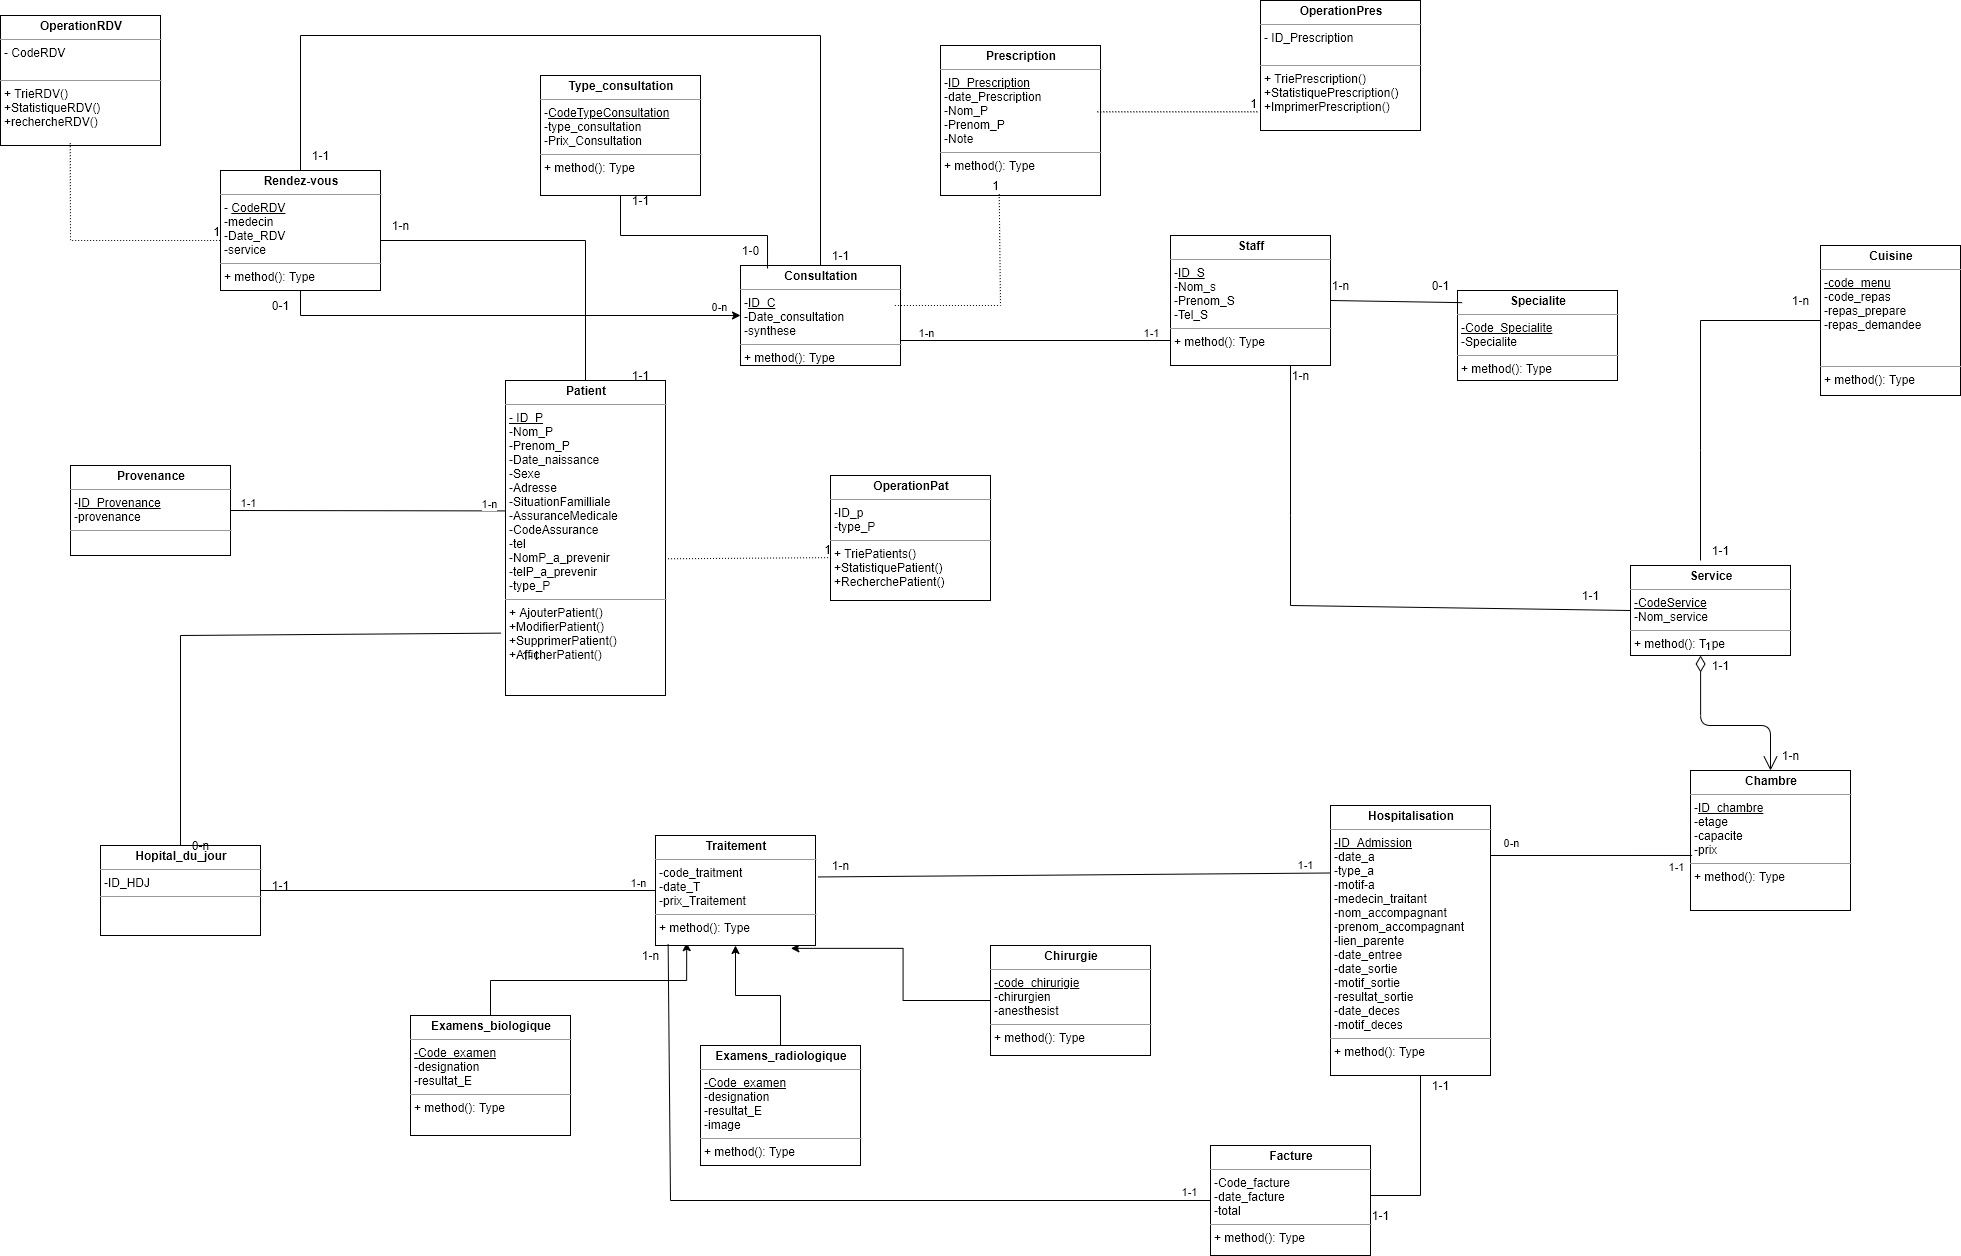 OperationRDV
- CodeRDV
+ TrieRDV()
+StatistiqueRDV()
+rechercheRDV()
1
1-1
Rendez-vous
- CodeRDV
-medecin
-Date_RDV
-service
+ method(): Type
1-n
0-1
Type_consultation
-CodeTypeConsultation
-type_consultation
-Prix_Consultation
+ method(): Type
1-1
1-0
1-1
0-n
Consultation
-ID_C
-Date_consultation
-synthese
+ method(): Type
1-n
1-1
Prescription
-ID_Prescription
-date_Prescription
-Nom_P
-Prenom_P
-Note
+ method(): Type
1
1
OperationPres
- ID_Prescription
+ TriePrescription()
+StatistiquePrescription()
+ImprimerPrescription()
Staff
-ID_S
-Nom_s
-Prenom_S
-Tel_S
+ method(): Type
1-n
0-1
1-n
Specialite
-Code_Specialite
-Specialite
+ method(): Type
Cuisine
-code_menu
-code_repas
-repas_prepare
-repas_demandee
+ method(): Type
1-n
1-1
1-1
Patient
- ID_P
-Nom_P
-Prenom_P
-Date_naissance
-Sexe
-Adresse
-SituationFamilliale
-AssuranceMedicale
-CodeAssurance
-tel
-NomP_a_prevenir
-telP_a_prevenir
-type_P
+ AjouterPatient()
+ModifierPatient()
+SupprimerPatient()
+AfficherPatient()
1-1
Provenance
-ID_Provenance
-provenance
1-1
1-n
OperationPat
-ID_p
-type_P
+ TriePatients()
+StatistiquePatient()
+RecherchePatient()
1
1-1
Service
-CodeService
-Nom_service
+ method(): Type
1
1-1
1-n
Chambre
-ID_chambre
-etage
-capacite
-prix
+ method(): Type
0-n
1-1
Hospitalisation
-ID_Admission
-date_a
-type_a
-motif-a
-medecin_traitant
-nom_accompagnant
-prenom_accompagnant
-lien_parente
-date_entree
-date_sortie
-motif_sortie
-resultat_sortie
-date_deces
-motif_deces
+ method(): Type
1-1
1-1
0-n
Hopital_du_jour
-ID_HDJ
1-1
1-n
Traitement
-code_traitment
-date_T
-prix_Traitement
+ method(): Type
1-n
1-n
Examens_biologique
-Code_examen
-designation
-resultat_E
+ method(): Type
Examens_radiologique
-Code_examen
-designation
-resultat_E
-image
+ method(): Type
Chirurgie
-code_chirurigie
-chirurgien
-anesthesist
+ method(): Type
Facture
-Code_facture
-date_facture
-total
+ method(): Type
1-1
1-1